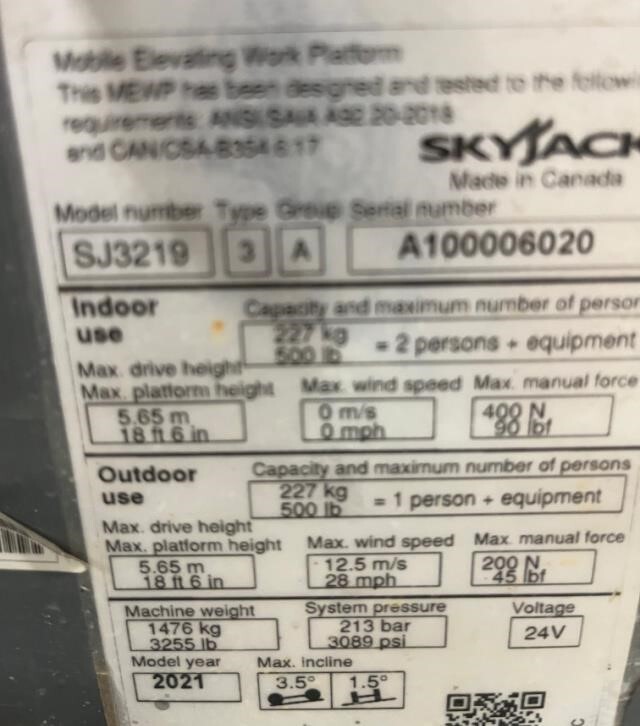 Mobile Elevating Work Platform
This MEWP has been designed and tested to the followi
requirements: ANSI/SAIA A92.20-2018
and CAN/CSA-B354.6:17
SKYJACK
Made in Canada
Model number Type Group Serial number
SJ3219 3 A A100006020
Indoor use
Capacity and maximum number of person
227 kg
500 lb
= 2 persons + equipment
Max. drive height
Max. platform height Max. wind speed Max. manual force
5.65 m 0 m/s 400 N
18 ft 6 in 0 mph 90 lbf
Outdoor use
Capacity and maximum number of persons
227 kg
500 lb
= 1 person + equipment
Max. drive height
Max. platform height Max. wind speed Max. manual force
5.65 m 12.5 m/s 200 N
18 ft 6 in 28 mph 45 lbf
Machine weight System pressure Voltage
1476 kg 213 bar 24V
3255 lb 3089 psi
Model year Max. incline
2021 3.5° 1.5°